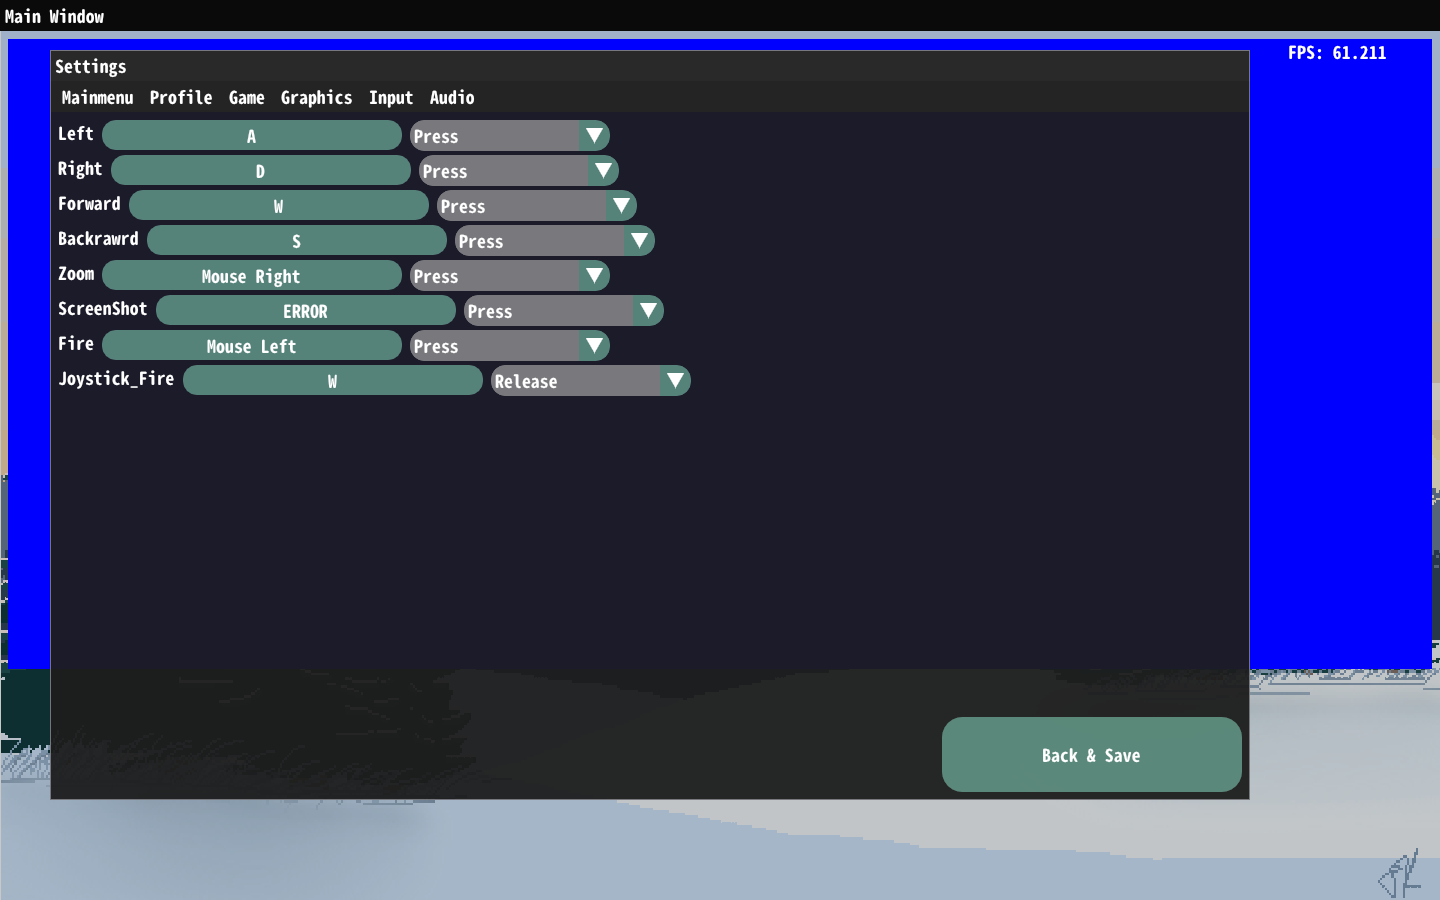 Main Window
FPS: 61.211
Settings
Mainmenu Profile Game Graphics Input Audio
Left A Press
Right D Press
Forward W Press
Backrawrd S Press
Zoom Mouse Right Press
ScreenShot ERROR Press
Fire Mouse Left Press
Joystick_Fire W Release
Back & Save